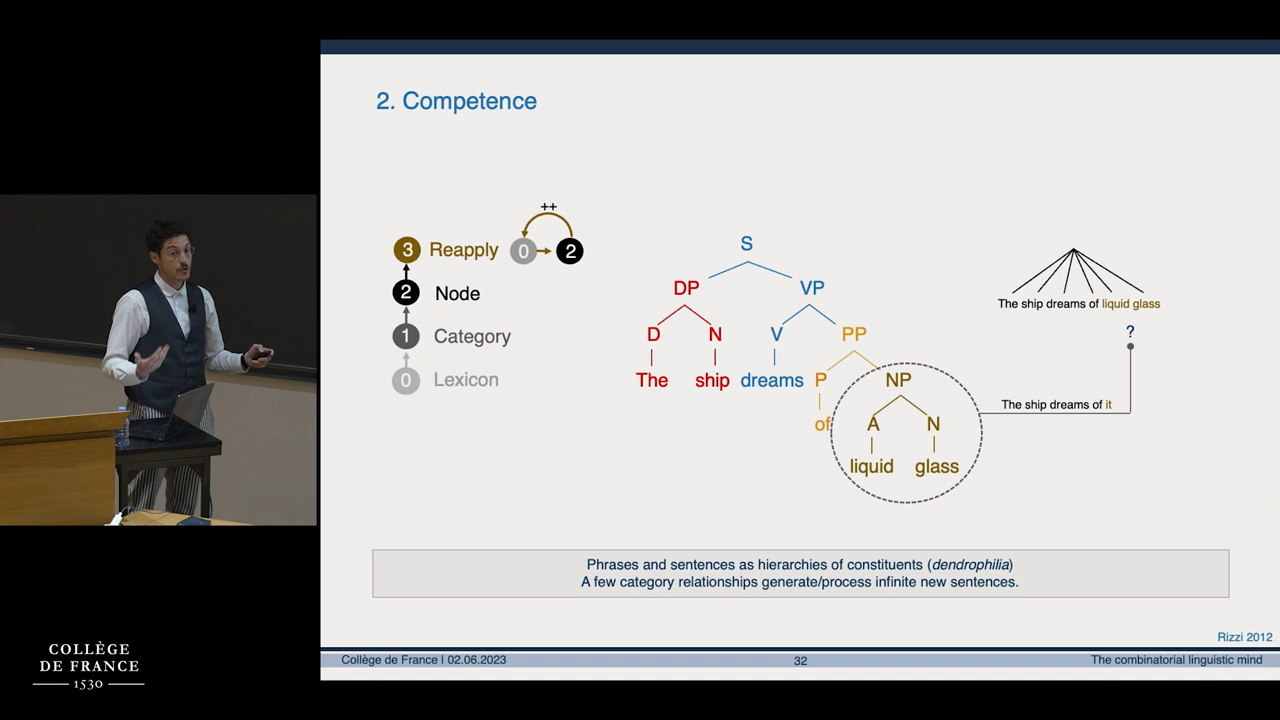 2. Competence
++
3 Reapply 0 2
2 Node
1 Category
0 Lexicon
S
DP VP
D N V PP
The ship dreams P NP
of A N
liquid glass
The ship dreams of liquid glass
?
The ship dreams of it
Phrases and sentences as hierarchies of constituents (dendrophilia)
A few category relationships generate/process infinite new sentences.
Rizzi 2012
Collège de France I 02.06.2023 32 The combinatorial linguistic mind
COLLÈGE
DE FRANCE
1530